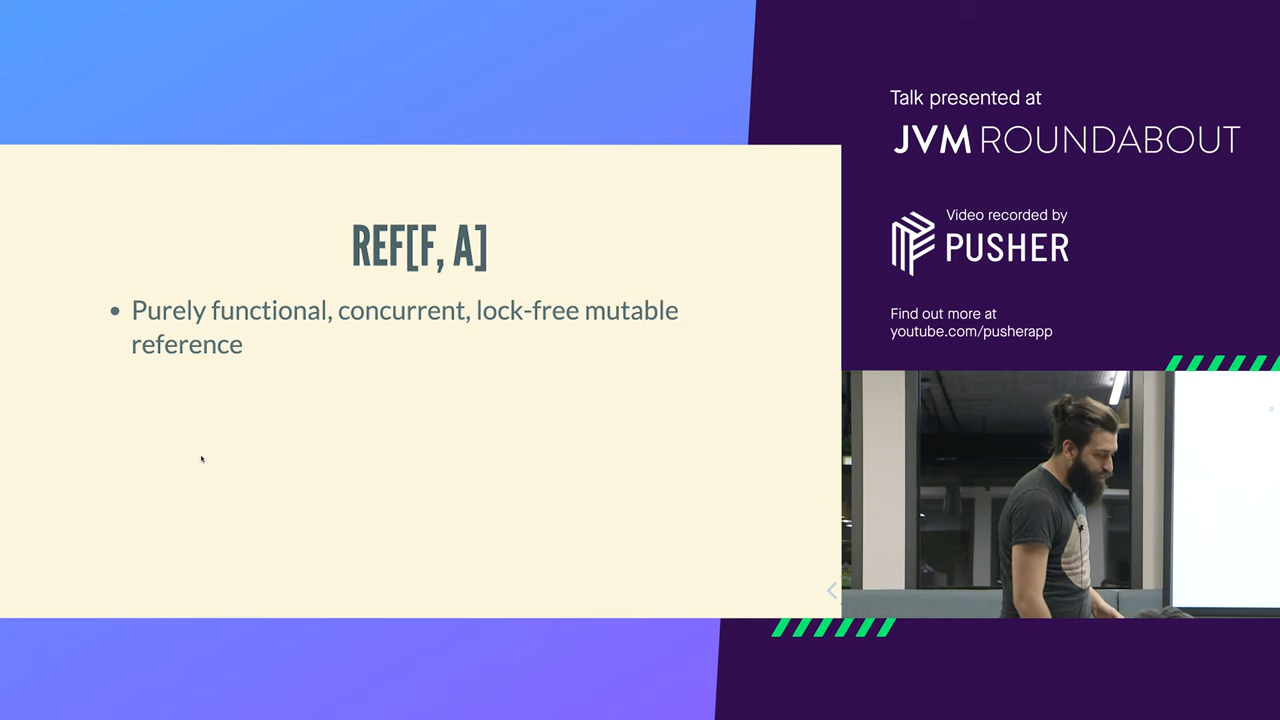 Talk presented at
JVM ROUNDABOUT
Video recorded by
PUSHER
Find out more at
youtube.com/pusherapp
REF[F, A]
• Purely functional, concurrent, lock-free mutable
reference